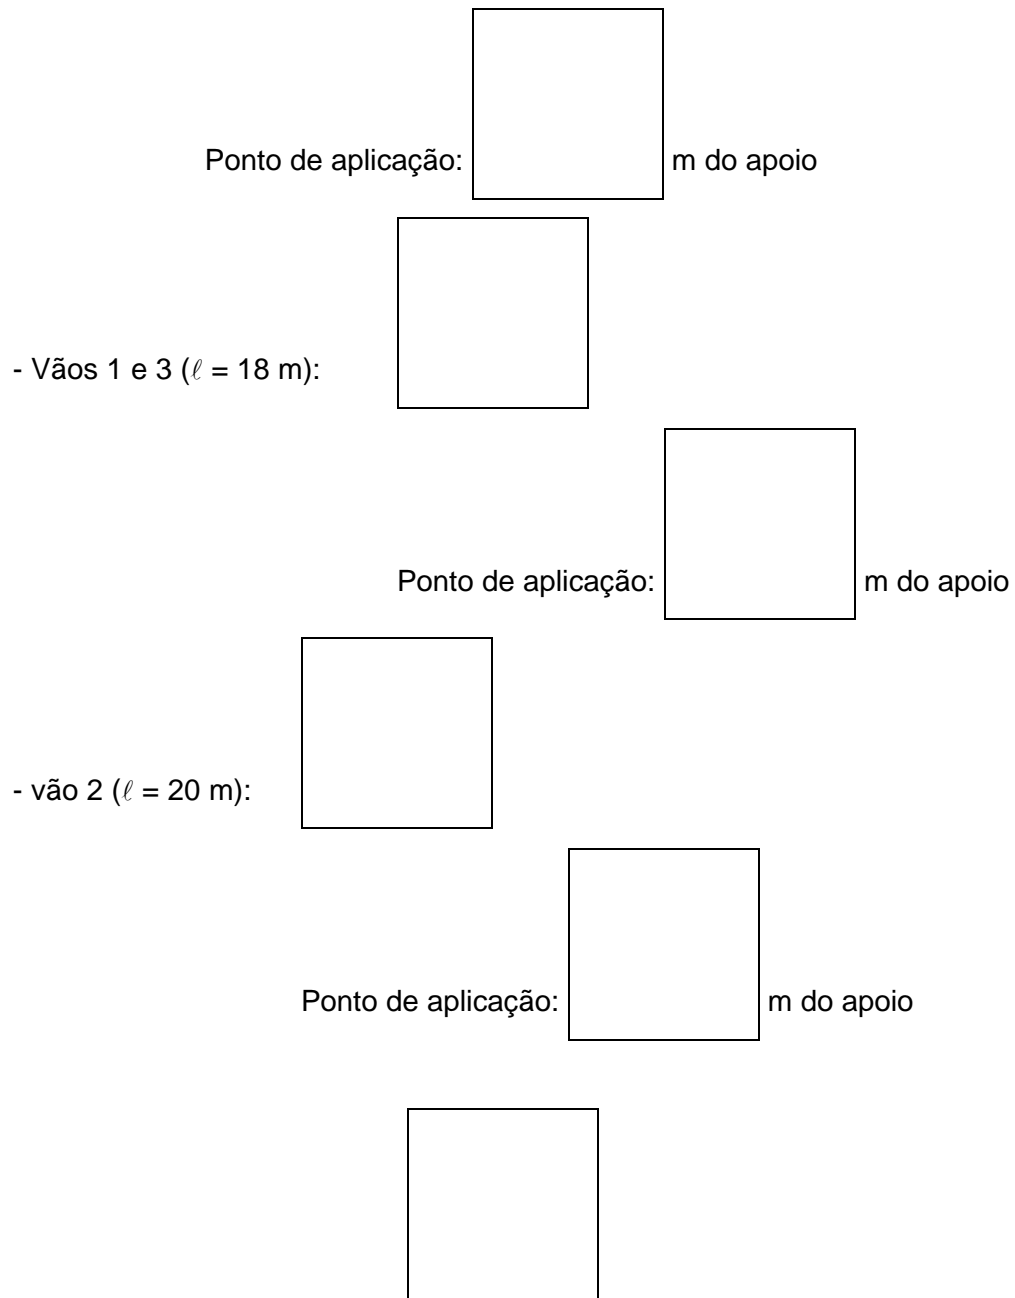 Ponto de aplicação: m do apoio
- Vãos 1 e 3 (ℓ = 18 m):
Ponto de aplicação: m do apoio
- vão 2 (ℓ = 20 m):
Ponto de aplicação: m do apoio